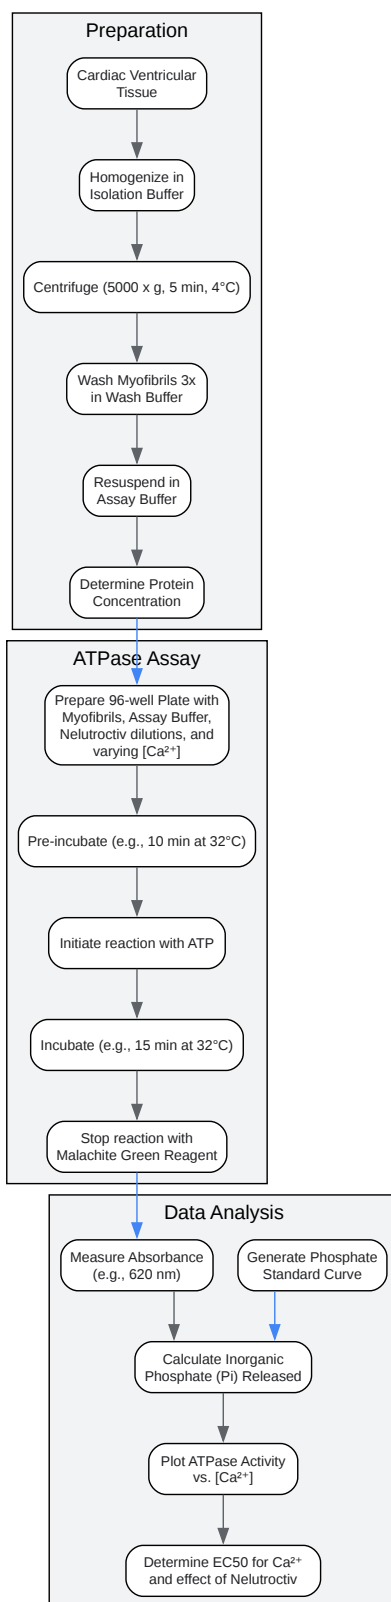 Preparation
Cardiac Ventricular
Tissue
Homogenize in
Isolation Buffer
Centrifuge (5000 x g, 5 min, 4°C)
Wash Myofibrils 3x
in Wash Buffer
Resuspend in
Assay Buffer
Determine Protein
Concentration
ATPase Assay
Prepare 96-well Plate with
Myofibrils, Assay Buffer,
Nelutroctiv dilutions, and
varying [Ca²⁺]
Pre-incubate (e.g., 10 min at 32°C)
Initiate reaction with ATP
Incubate (e.g., 15 min at 32°C)
Stop reaction with
Malachite Green Reagent
Data Analysis
Measure Absorbance
(e.g., 620 nm)
Generate Phosphate
Standard Curve
Calculate Inorganic
Phosphate (Pi) Released
Plot ATPase Activity
vs. [Ca²⁺]
Determine EC50 for Ca²⁺
and effect of Nelutroctiv